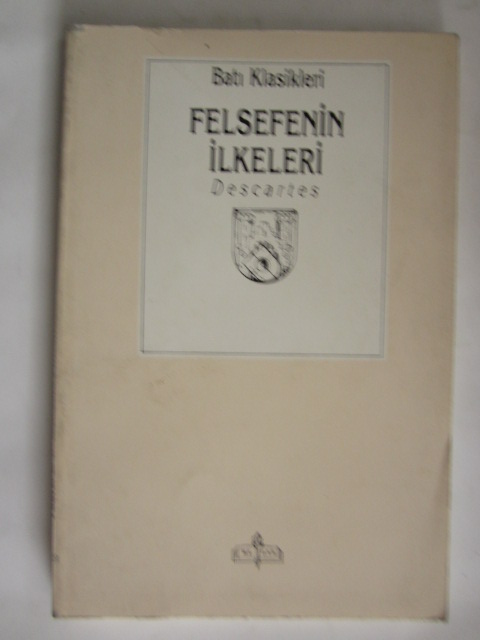 Batı Klasikleri
FELSEFENİN
İLKELERİ
Descartes